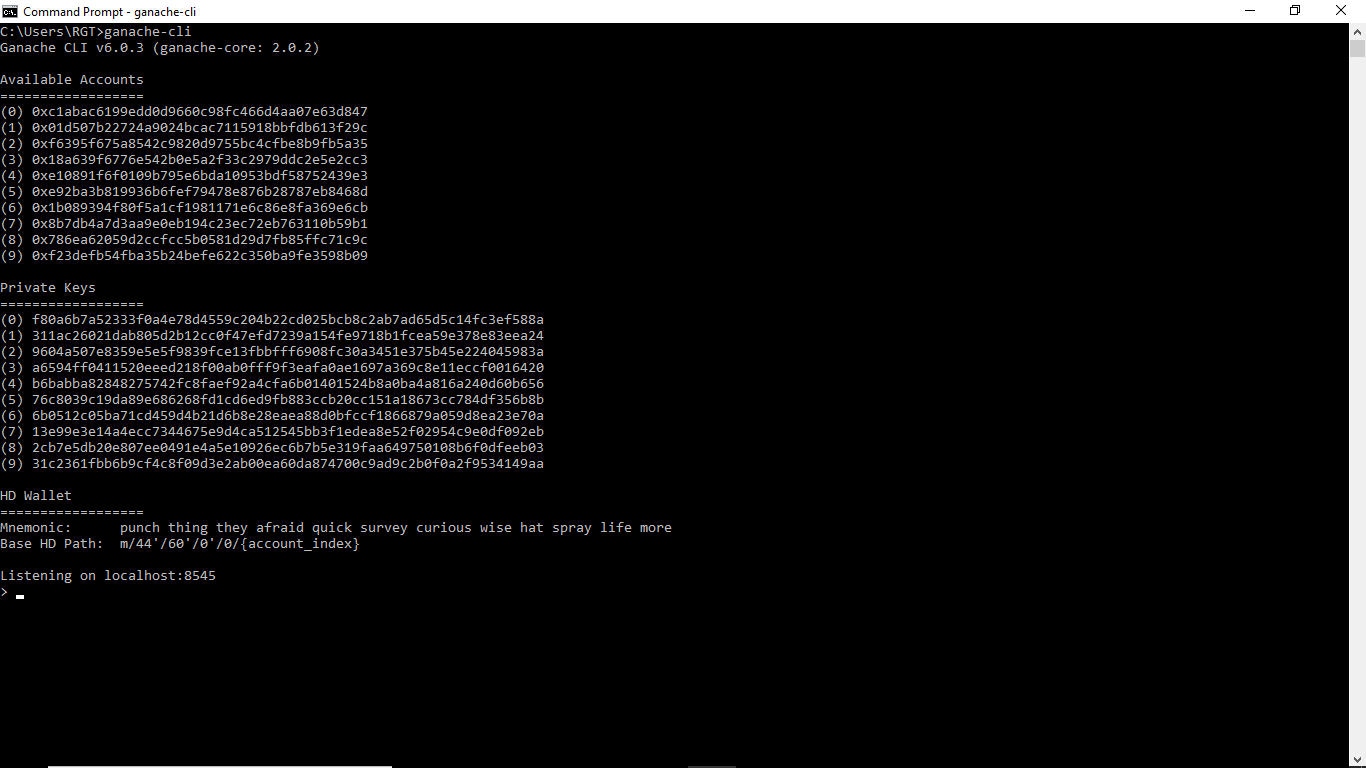 Command Prompt - ganache-cli
C:\Users\RGT>ganache-cli
Ganache CLI v6.0.3 (ganache-core: 2.0.2)
Available Accounts
==================
(0) 0xc1abac6199edd0d9660c98fc466d4aa07e63d847
(1) 0x01d507b22724a9024bcac7115918bbfdb613f29c
(2) 0xf6395f675a8542c9820d9755bc4cfbe8b9fb5a35
(3) 0x18a639f6776e542b0e5a2f33c2979ddc2e5e2cc3
(4) 0xe10891f6f0109b795e6bda10953bdf58752439e3
(5) 0xe92ba3b819936b6fef79478e876b28787eb8468d
(6) 0x1b089394f80f5a1cf1981171e6c86e8fa369e6cb
(7) 0x8b7db4a7d3aa9e0eb194c23ec72eb763110b59b1
(8) 0x786ea62059d2ccfcc5b0581d29d7fb85ffc71c9c
(9) 0xf23defb54fba35b24befe622c350ba9fe3598b09
Private Keys
==================
(0) f80a6b7a52333f0a4e78d4559c204b22cd025bcb8c2ab7ad65d5c14fc3ef588a
(1) 311ac26021dab805d2b12cc0f47efd7239a154fe9718b1fcea59e378e83eea24
(2) 9604a507e8359e5e5f9839fce13fbbfff6908fc30a3451e375b45e224045983a
(3) a6594ff0411520eeed218f00ab0fff9f3eafa0ae1697a369c8e11eccf0016420
(4) b6babba82848275742fc8faef92a4cfa6b01401524b8a0ba4a816a240d60b656
(5) 76c8039c19da89e686268fd1cd6ed9fb883ccb20cc151a18673cc784df356b8b
(6) 6b0512c05ba71cd459d4b21d6b8e28eaea88d0bfccf1866879a059d8ea23e70a
(7) 13e99e3e14a4ecc7344675e9d4ca512545bb3f1edea8e52f02954c9e0df092eb
(8) 2cb7e5db20e807ee0491e4a5e10926ec6b7b5e319faa649750108b6f0dfeeb03
(9) 31c2361fbb6b9cf4c8f09d3e2ab00ea60da874700c9ad9c2b0f0a2f9534149aa
HD Wallet
==================
Mnemonic:      punch thing they afraid quick survey curious wise hat spray life more
Base HD Path:  m/44'/60'/0'/0/{account_index}
Listening on localhost:8545
>